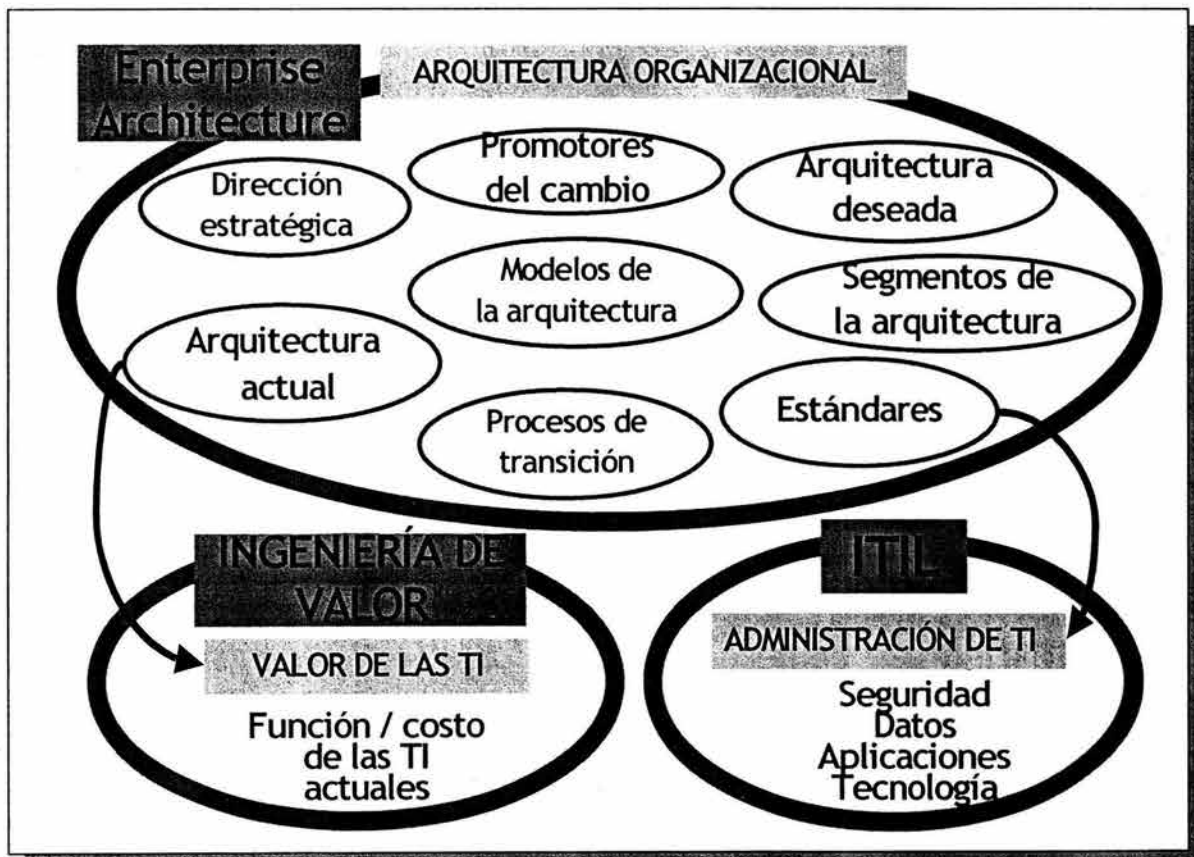 Enterprise
Architecture
ARQUITECTURA ORGANIZACIONAL
Dirección
estratégica
Promotores
del cambio
Arquitectura
deseada
Modelos de
la arquitectura
Segmentos de
la arquitectura
Arquitectura
actual
Procesos de
transición
Estándares
INGENIERÍA DE
VALOR
VALOR DE LAS TI
Función / costo
de las TI
actuales
ITIL
ADMINISTRACIÓN DE TI
Seguridad
Datos
Aplicaciones
Tecnología